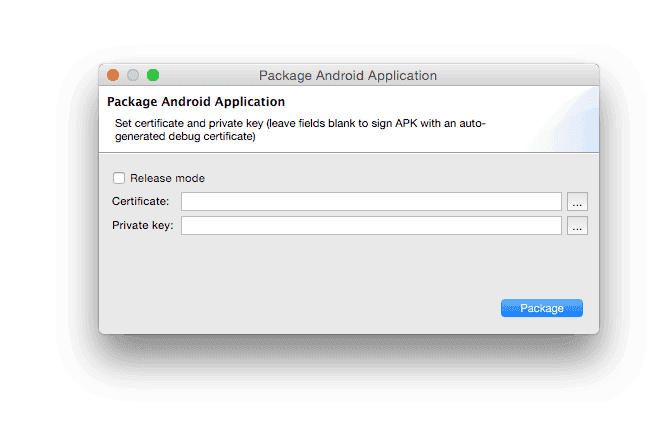 Package Android Application
Package Android Application
Set certificate and private key (leave fields blank to sign APK with an auto-
generated debug certificate)
Release mode
Certificate: ...
Private key: ...
Package